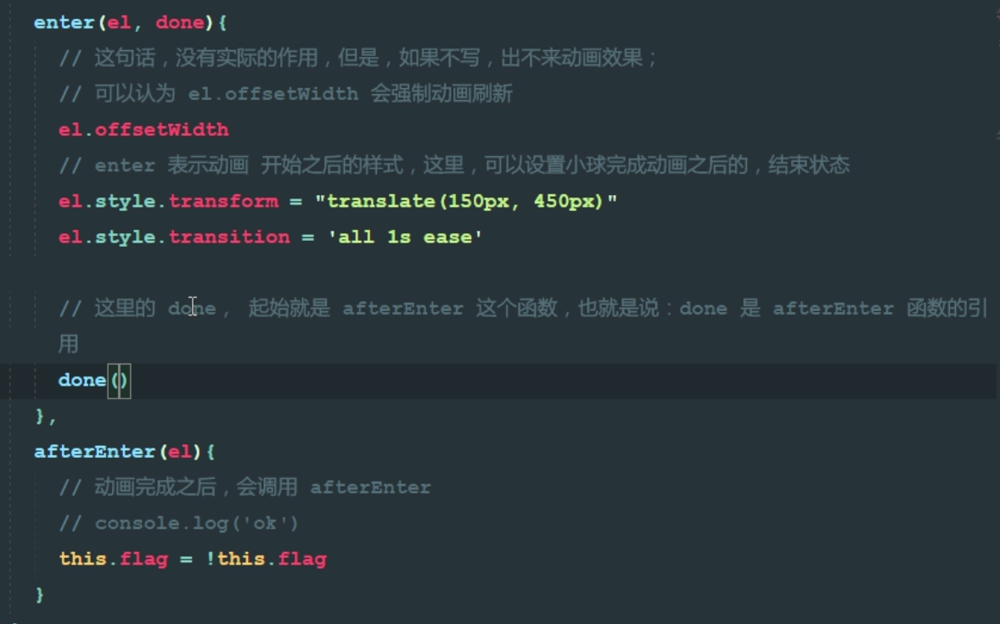 enter(el, done){
// 这句话，没有实际的作用，但是，如果不写，出不来动画效果；
// 可以认为 el.offsetWidth 会强制动画刷新
el.offsetWidth
// enter 表示动画 开始之后的样式，这里，可以设置小球完成动画之后的，结束状态
el.style.transform = "translate(150px, 450px)"
el.style.transition = 'all 1s ease'
// 这里的 done， 起始就是 afterEnter 这个函数，也就是说：done 是 afterEnter 函数的引
用
done()
},
afterEnter(el){
// 动画完成之后，会调用 afterEnter
// console.log('ok')
this.flag = !this.flag
}